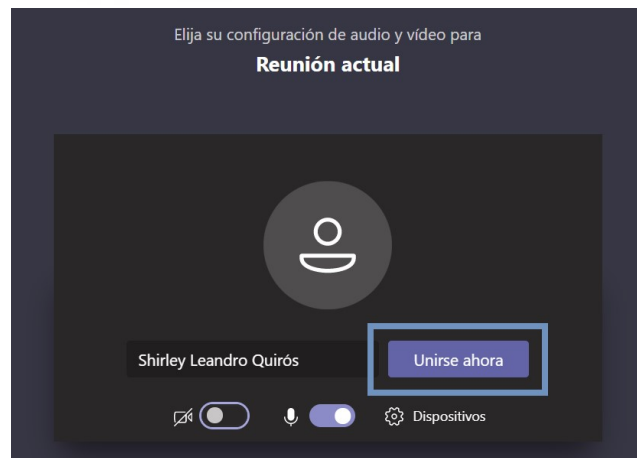 Elija su configuración de audio y vídeo para
Reunión actual
Shirley Leandro Quirós
Unirse ahora
Dispositivos